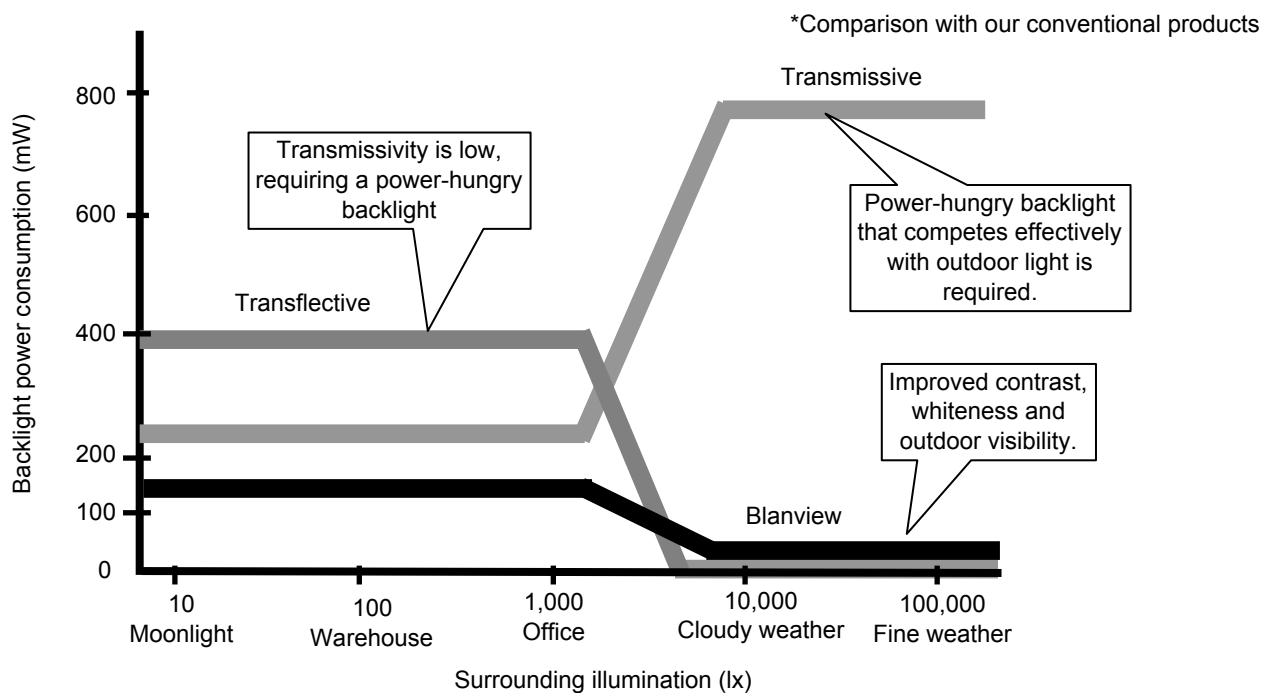 *Comparison with our conventional products
Transmissive
800
Transmissivity is low,
requiring a power-hungry
backlight
Power-hungry backlight
that competes effectively
with outdoor light is
required.
600
Backlight power consumption (mW)
Transflective
400
Improved contrast,
whiteness and
outdoor visibility.
200
100
Blanview
0
10
100
1,000
10,000
100,000
Moonlight
Warehouse
Office
Cloudy weather
Fine weather
Surrounding illumination (lx)